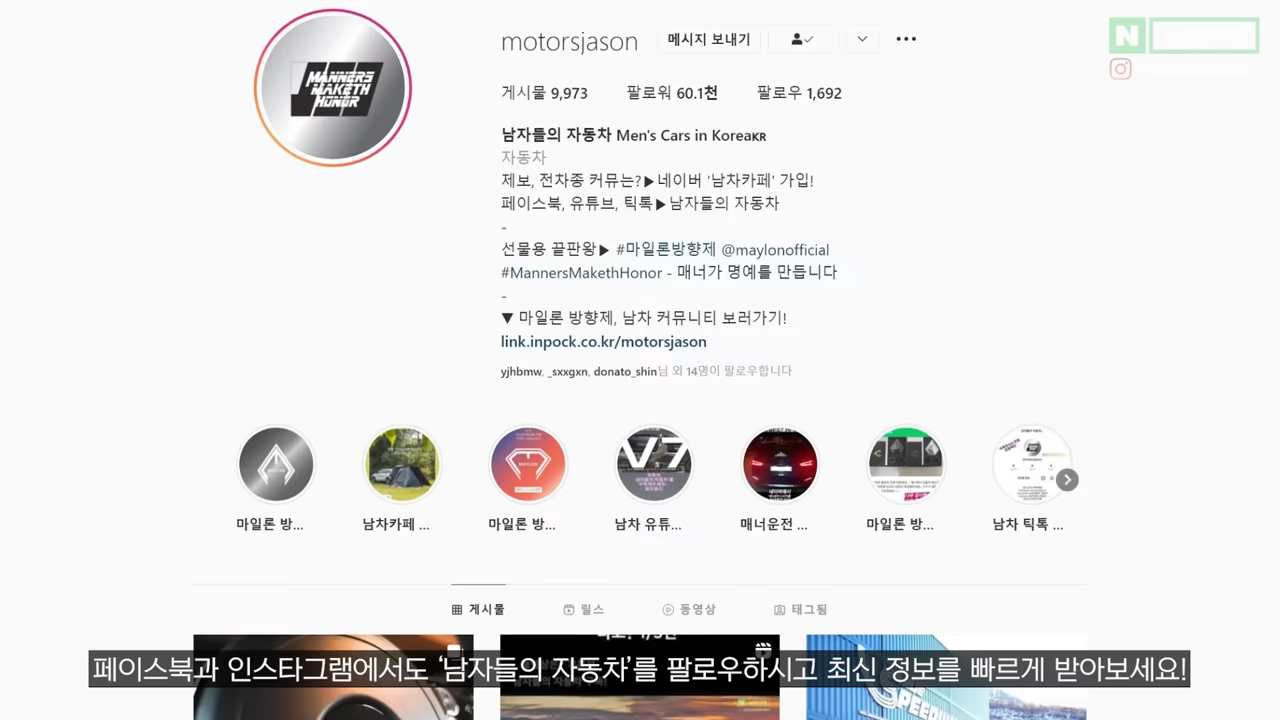 MANNERS
MAKETH
HONOR
motorsjason
메시지 보내기
게시물 9,973
팔로워 60.1천
팔로우 1,692
남자들의 자동차 Men's Cars in Korea🇰🇷
자동차
제보, 전차종 커뮤는?▶네이버 '남차카페' 가입!
페이스북, 유튜브, 틱톡▶남자들의 자동차
-
선물용 끝판왕▶ #마일론방향제 @maylonofficial
#MannersMakethHonor - 매너가 명예를 만듭니다
-
▼ 마일론 방향제, 남차 커뮤니티 보러가기!
link.inpock.co.kr/motorsjason
yjhbmw, _sxxgxn, donato_shin님 외 14명이 팔로우합니다
N
V7
마일론 방...
남차카페 ...
마일론 방...
남차 유튜...
매너운전 ...
마일론 방...
남차 틱톡 ...
게시물
릴스
동영상
태그됨
페이스북과 인스타그램에서도 ‘남자들의 자동차’를 팔로우하시고 최신 정보를 빠르게 받아보세요!